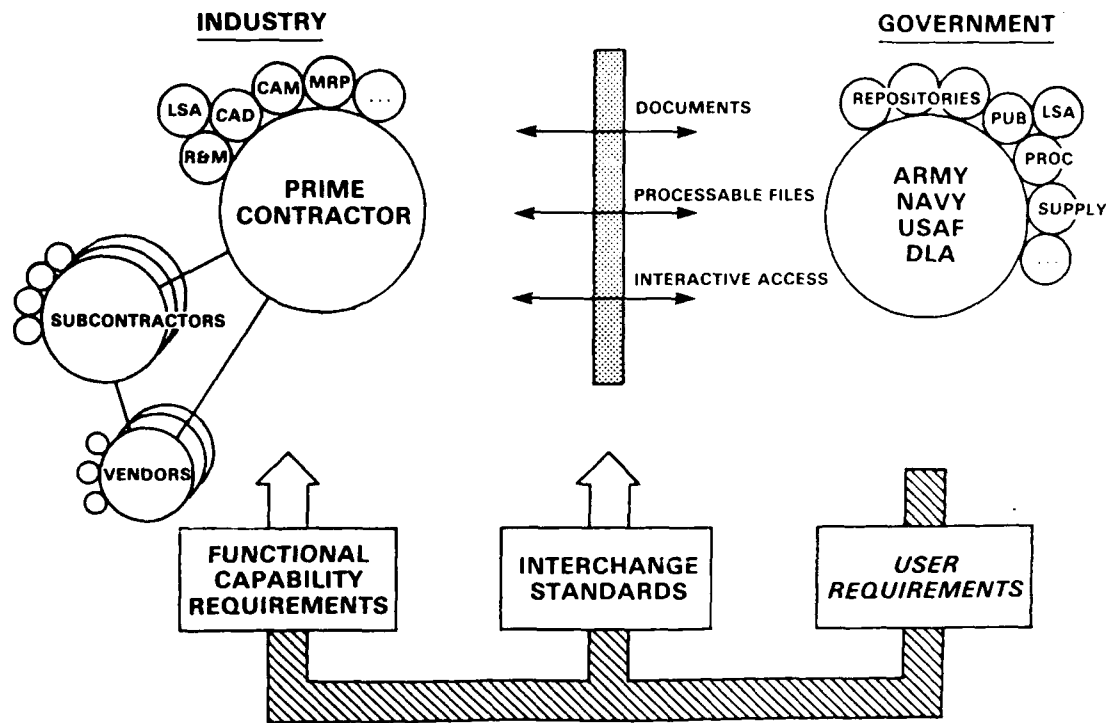 INDUSTRY
GOVERNMENT
LSA
CAD
CAM
MRP
...
R&M
PRIME
CONTRACTOR
SUBCONTRACTORS
VENDORS
DOCUMENTS
PROCESSABLE FILES
INTERACTIVE ACCESS
REPOSITORIES
PUB
LSA
PROC
SUPPLY
...
ARMY
NAVY
USAF
DLA
FUNCTIONAL
CAPABILITY
REQUIREMENTS
INTERCHANGE
STANDARDS
USER
REQUIREMENTS